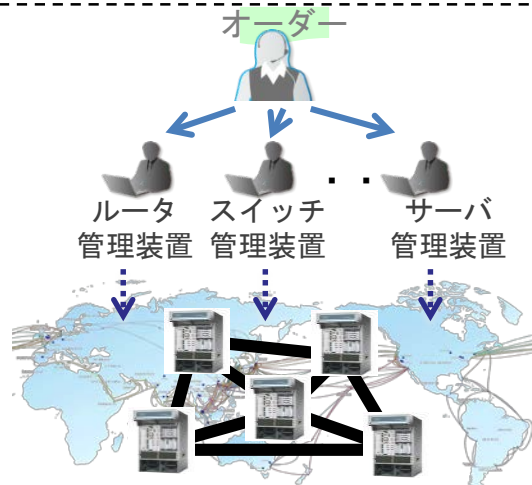 オーダー
ルータ スイッチ ・・ サーバ
管理装置 管理装置 管理装置